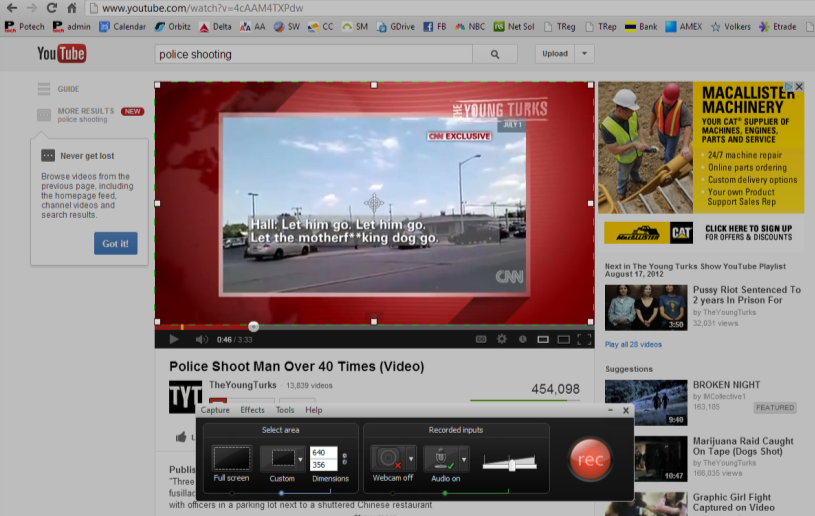 www.youtube.com/watch?v=4cAAM4TXPdw
Potech admin Calendar Orbitz Delta AA SW CC SM GDrive FB NBC Net Sol TReg TRep Bank AMEX Volkers Etrade
YouTube police shooting Upload
GUIDE
MORE RESULTS NEW
police shooting
Never get lost
Browse videos from the
previous page, including
the homepage feed,
channel videos and
search results.
Got it!
THE YOUNG TURKS
JULY 1
CNN EXCLUSIVE
Hall: Let him go. Let him go.
Let the motherf**king dog go.
CNN
0:46 / 3:33
Police Shoot Man Over 40 Times (Video)
TYT
TheYoungTurks · 13,839 videos
454,098
Capture Effects Tools Help
Select area
Recorded inputs
640
356
Full screen Custom Dimensions
Webcam off Audio on
rec
Publis
"Three
fusillad
with officers in a parking lot next to a shuttered Chinese restaurant
MACALLISTER
MACHINERY
YOUR CAT® SUPPLIER OF
MACHINES, ENGINES,
PARTS AND SERVICE
• 24/7 machine repair
• Online parts ordering
• Custom delivery options
• Your own Product
Support Sales Rep
MACALLISTER CAT
CLICK HERE TO SIGN UP
FOR OFFERS & DISCOUNTS
Next in The Young Turks Show YouTube Playlist
August 17, 2012
Pussy Riot Sentenced To
2 years In Prison For
by TheYoungTurks
32,031 views
3:50
Play all 28 videos
Suggestions
BROKEN NIGHT
by IMCollective1
163,185 FEATURED
9:40
Marijuana Raid Caught
On Tape (Dogs Shot)
by TheYoungTurks
166,035 views
10:47
Graphic Girl Fight
Captured on Video